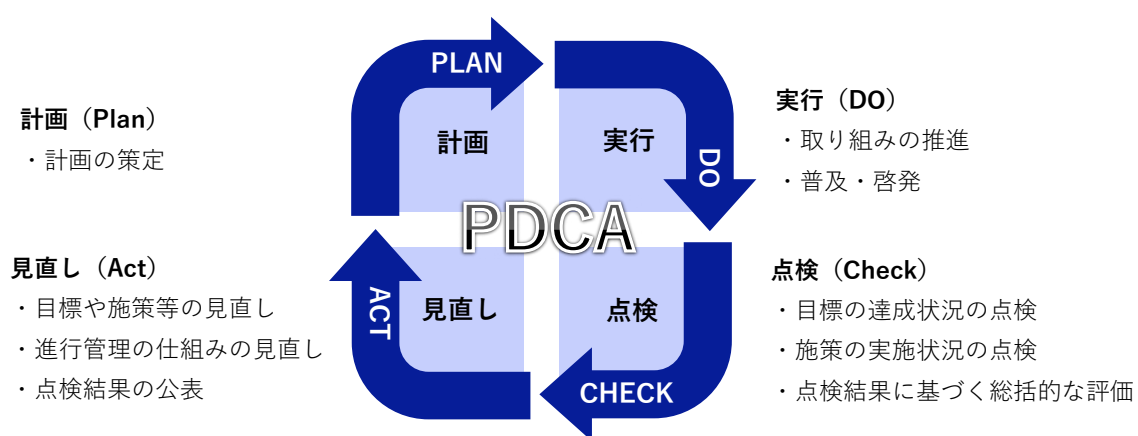 PLAN
計画（Plan）
・計画の策定
計画
実行
DO
実行（DO）
・取り組みの推進
・普及・啓発
PDCA
見直し（Act）
・目標や施策等の見直し
・進行管理の仕組みの見直し
・点検結果の公表
ACT
見直し
点検
CHECK
点検（Check）
・目標の達成状況の点検
・施策の実施状況の点検
・点検結果に基づく総括的な評価